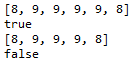 [8, 9, 9, 9, 9, 8]
true
[8, 9, 9, 9, 8]
false